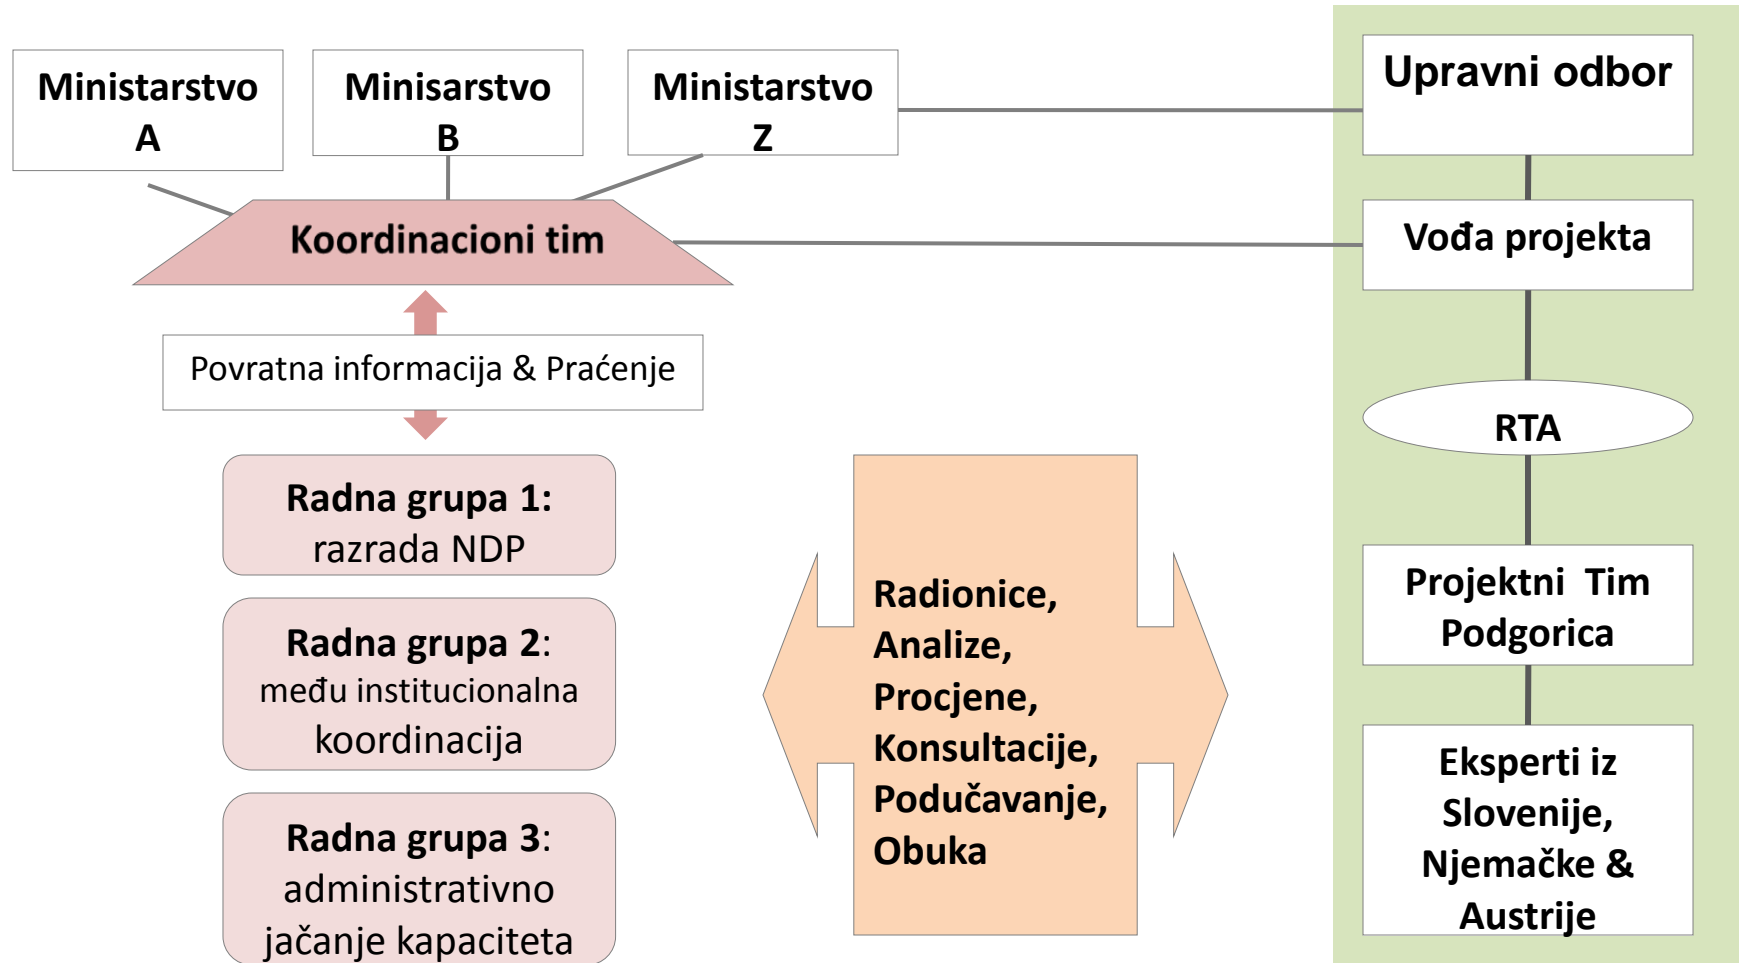 Ministarstvo
A
Minisarstvo
B
Ministarstvo
Z
Upravni odbor
Koordinacioni tim
Vođa projekta
Povratna informacija & Praćenje
RTA
Radna grupa 1:
razrada NDP
Radna grupa 2:
među institucionalna
koordinacija
Radna grupa 3:
administrativno
jačanje kapaciteta
Radionice,
Analize,
Procjene,
Konsultacije,
Podučavanje,
Obuka
Projektni  Tim
Podgorica
Eksperti iz
Slovenije,
Njemačke &
Austrije